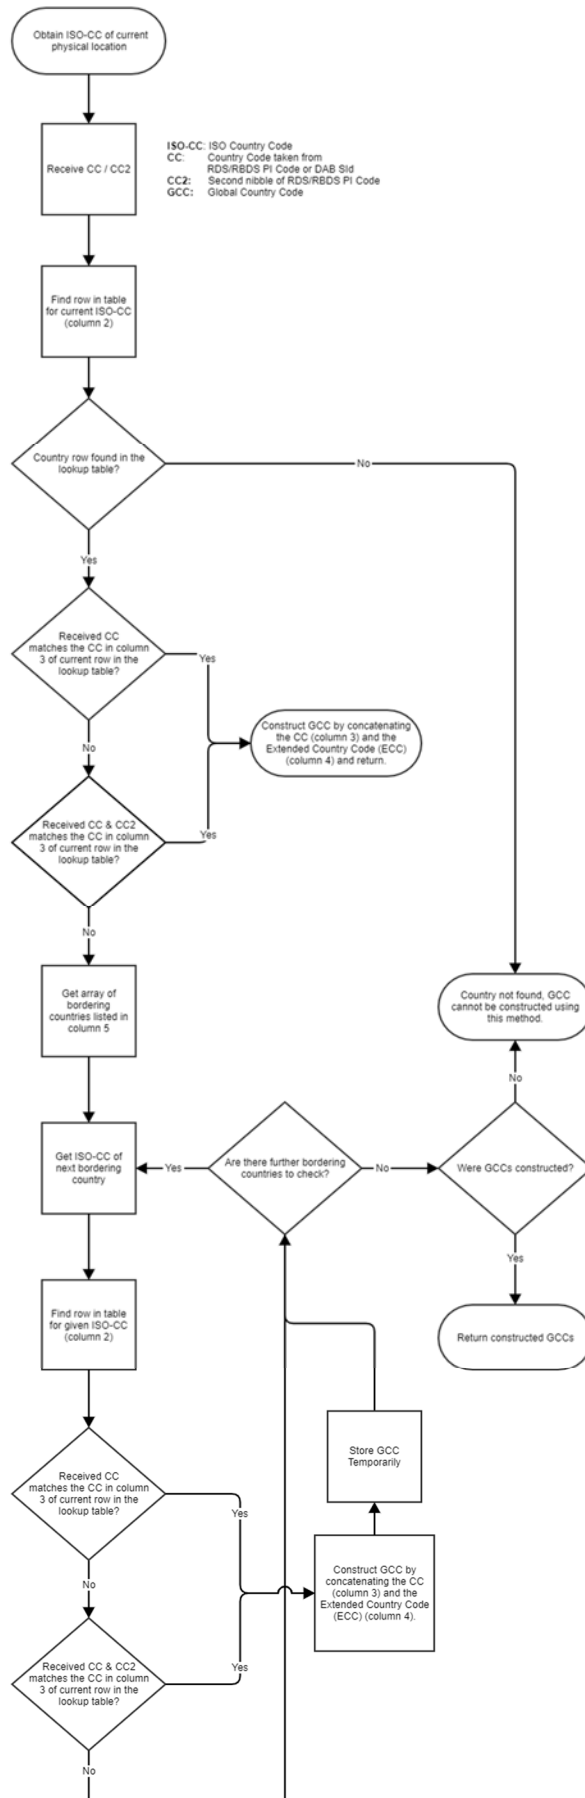 Obtain ISO-CC of current
physical location
Receive CC / CC2
ISO-CC: ISO Country Code
CC: Country Code taken from
RDS/RBDS PI Code or DAB SId
CC2: Second nibble of RDS/RBDS PI Code
GCC: Global Country Code
Find row in table
for current ISO-CC
(column 2)
Country row found in the
lookup table?
No
Yes
Received CC
matches the CC in column
3 of current row in the
lookup table?
Yes
Construct GCC by concatenating
the CC (column 3) and the
Extended Country Code (ECC)
(column 4) and return.
No
Received CC & CC2
matches the CC in column
3 of current row in the
lookup table?
Yes
No
Get array of
bordering
countries listed in
column 5
Country not found, GCC
cannot be constructed using
this method.
No
Get ISO-CC of
next bordering
country
Yes
Are there further bordering
countries to check?
No
Were GCCs constructed?
Yes
Find row in table
for given ISO-CC
(column 2)
Return constructed GCCs
Store GCC
Temporarily
Received CC
matches the CC in column
3 of current row in the
lookup table?
Yes
Construct GCC by
concatenating the CC
(column 3) and the
Extended Country Code
(ECC) (column 4).
No
Received CC & CC2
matches the CC in column
3 of current row in the
lookup table?
Yes
No